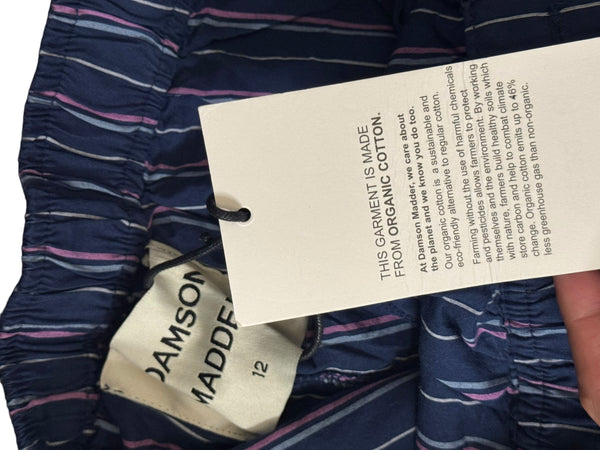 THIS GARMENT IS MADE
FROM ORGANIC COTTON.
At Damson Madder, we care about
the planet and we know you do too.
Our organic cotton is a sustainable and
eco-friendly alternative to regular cotton.
Farming without the use of harmful chemicals
and pesticides allows farmers to protect
themselves and the environment. By working
with nature, farmers build healthy soils which
store carbon, and help to combat climate
change. Organic cotton emits up to 46%
less greenhouse gas than non-organic.
DAMSON
MADDER
12